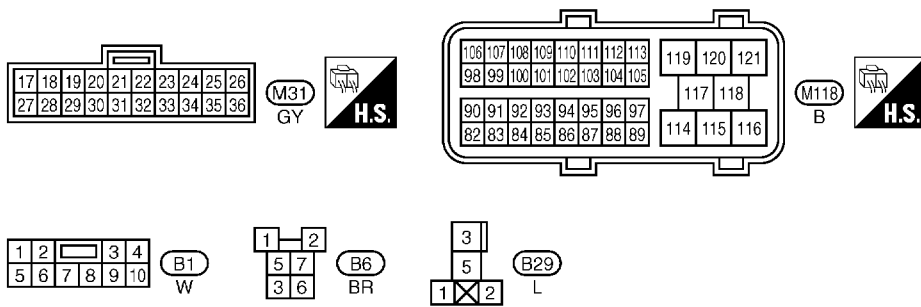 17 18 19 20 21 22 23 24 25 26
27 28 29 30 31 32 33 34 35 36
M31
GY
H.S.
106 107 108 109 110 111 112 113
98 99 100 101 102 103 104 105
90 91 92 93 94 95 96 97
82 83 84 85 86 87 88 89
119 120 121
117 118
114 115 116
M118
B
H.S.
1 2 3 4
5 6 7 8 9 10
B1
W
1 2
5 7
3 6
B6
BR
3
5
1 2
B29
L